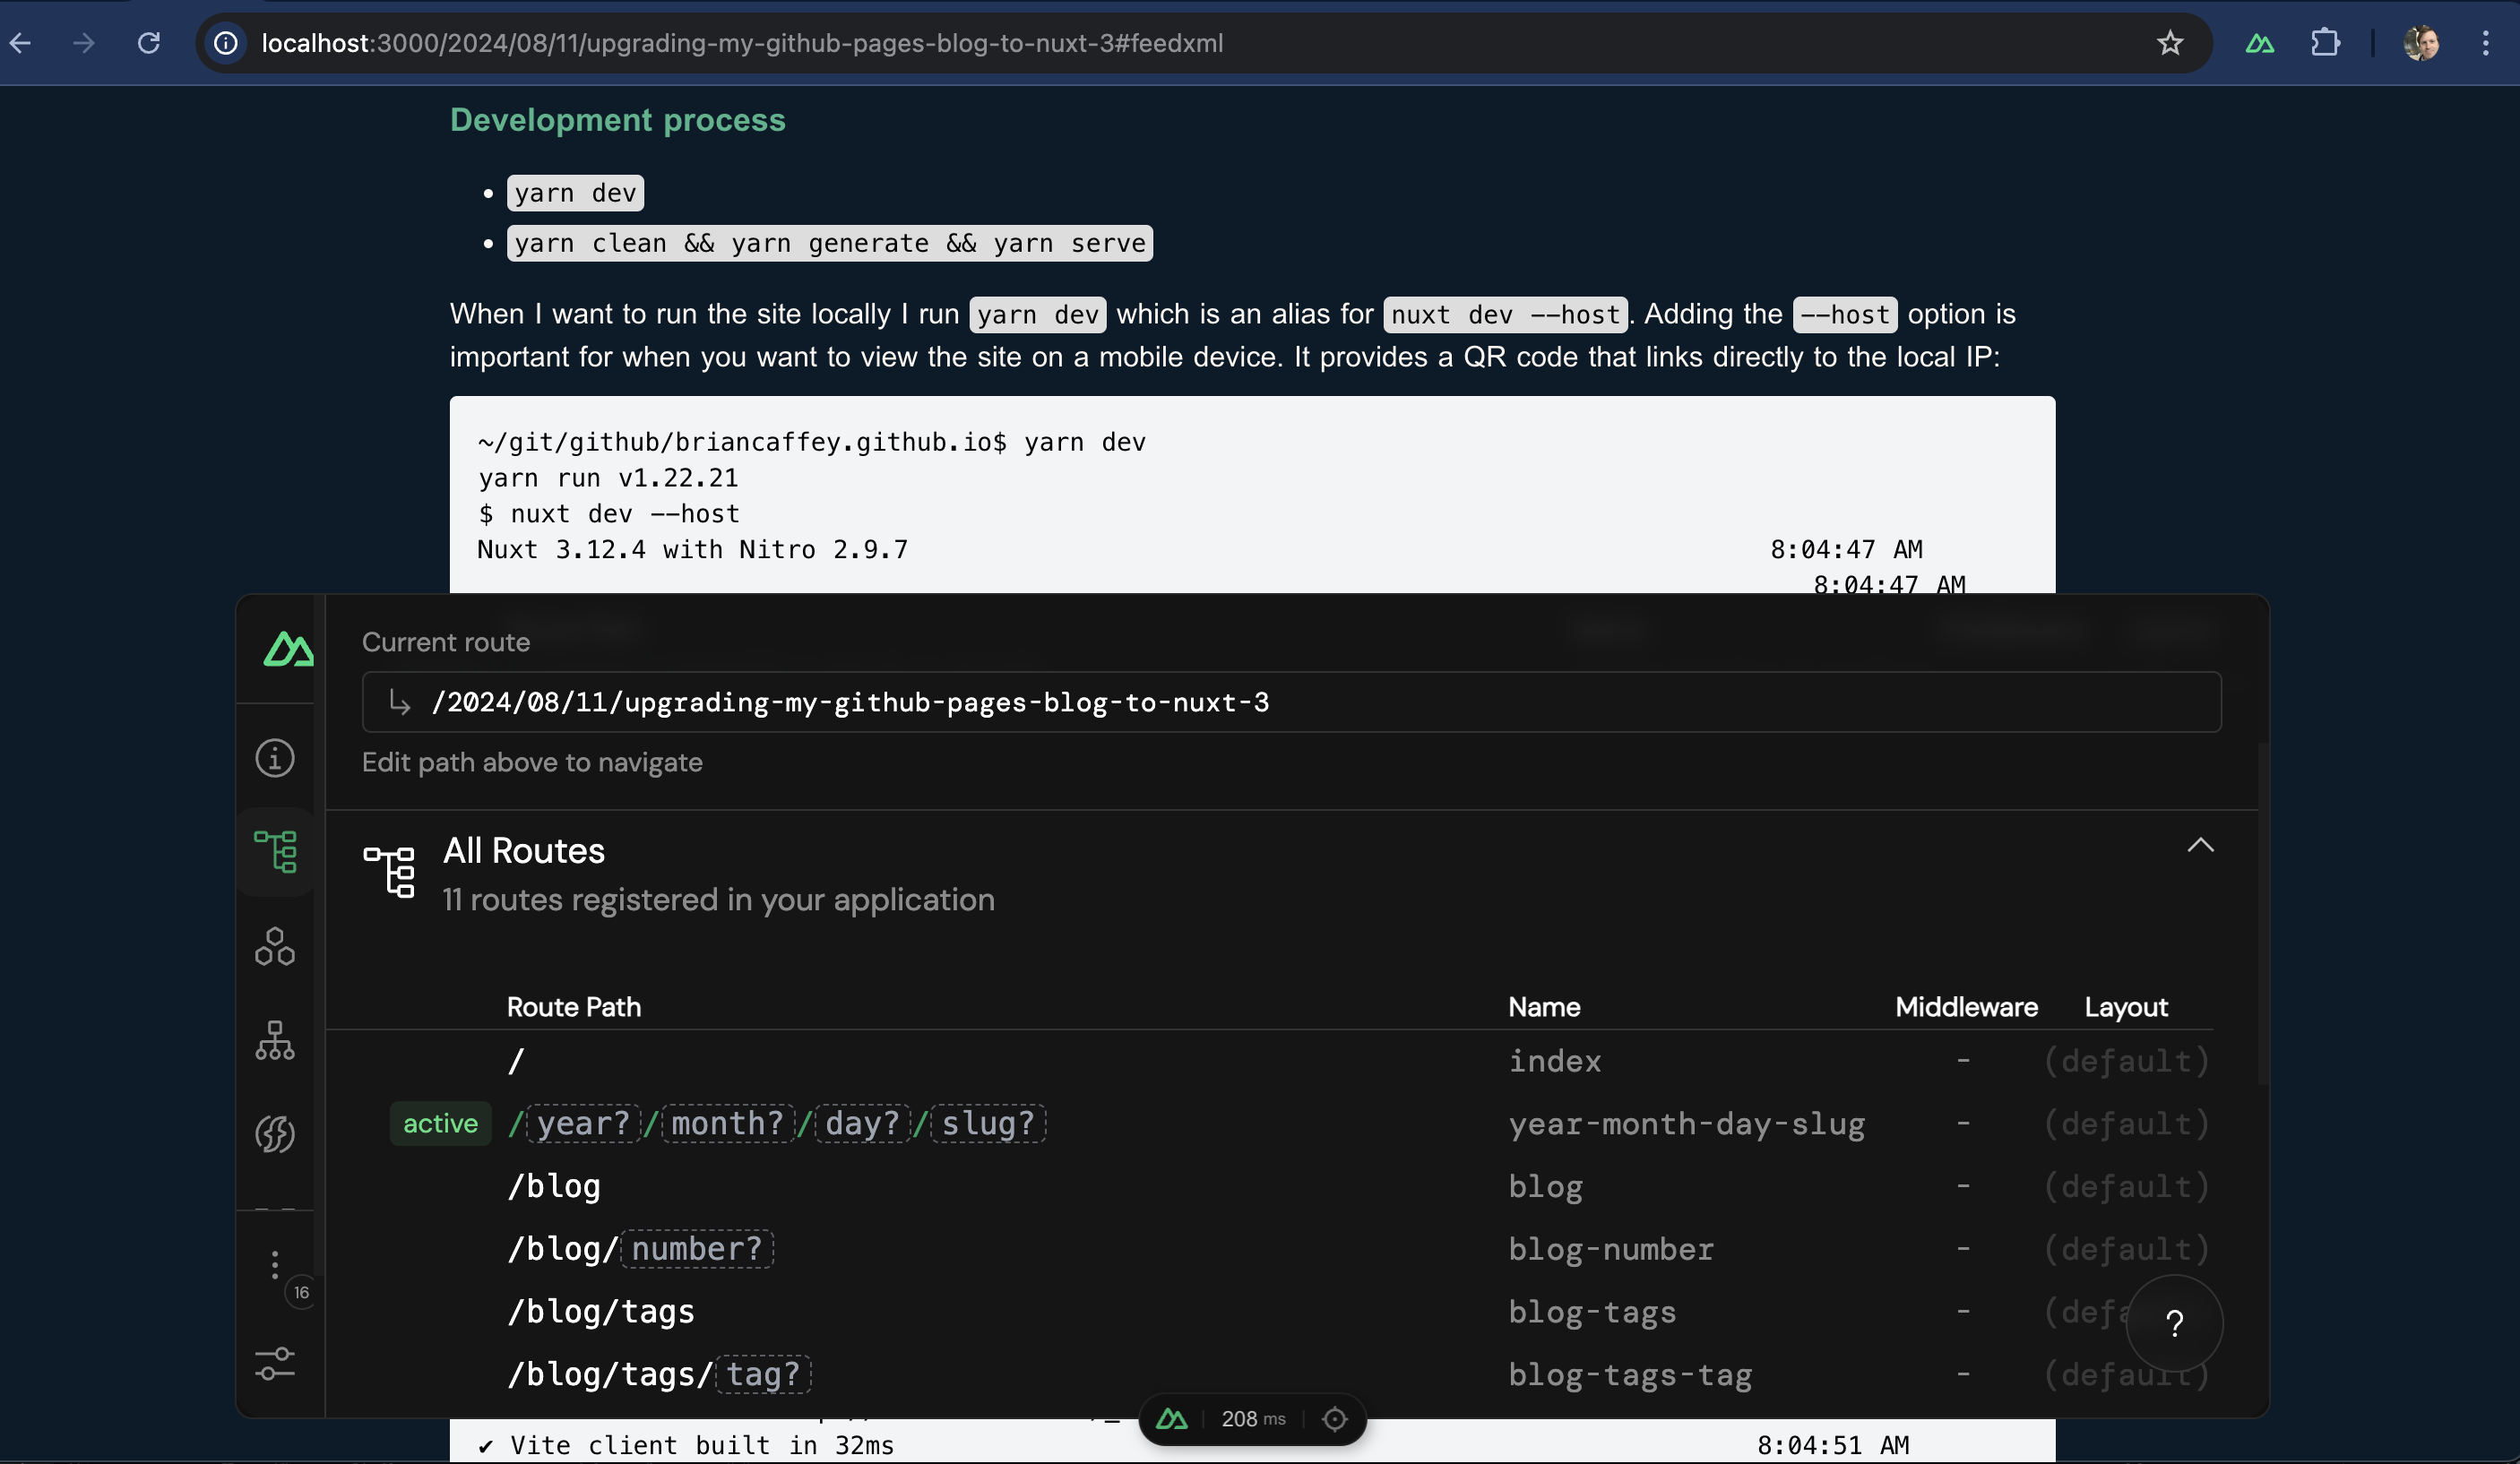 localhost:3000/2024/08/11/upgrading-my-github-pages-blog-to-nuxt-3#feedxml
Development process
yarn dev
yarn clean && yarn generate && yarn serve
When I want to run the site locally I run yarn dev which is an alias for nuxt dev --host. Adding the --host option is
important for when you want to view the site on a mobile device. It provides a QR code that links directly to the local IP:
~/git/github/briancaffey.github.io$ yarn dev
yarn run v1.22.21
$ nuxt dev --host
Nuxt 3.12.4 with Nitro 2.9.7 8:04:47 AM
8:04:47 AM
Current route
/2024/08/11/upgrading-my-github-pages-blog-to-nuxt-3
Edit path above to navigate
All Routes
11 routes registered in your application
Route Path Name Middleware Layout
/ index - (default)
active /year?/month?/day?/slug? year-month-day-slug - (default)
/blog blog - (default)
/blog/number? blog-number - (default)
/blog/tags blog-tags - (defa
?
/blog/tags/tag? blog-tags-tag - (default)
16
208 ms
✔ Vite client built in 32ms 8:04:51 AM